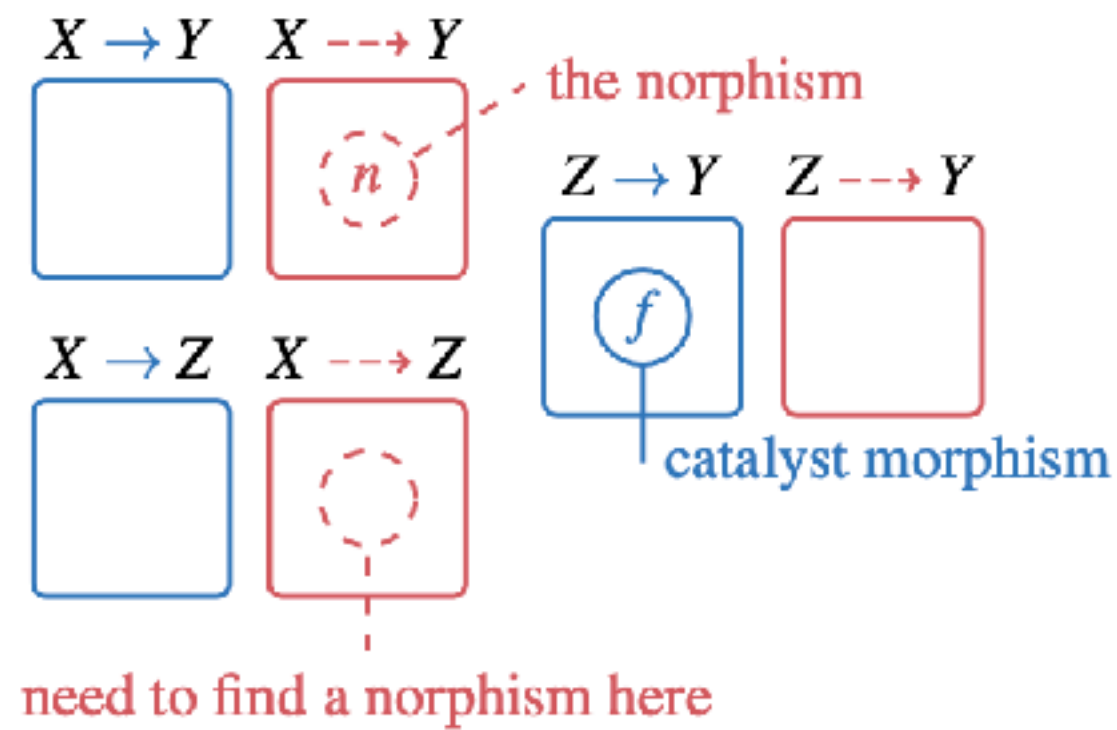 X → Y X ⇢ Y
the norphism
n
Z → Y Z ⇢ Y
f
X → Z X ⇢ Z
catalyst morphism
need to find a norphism here